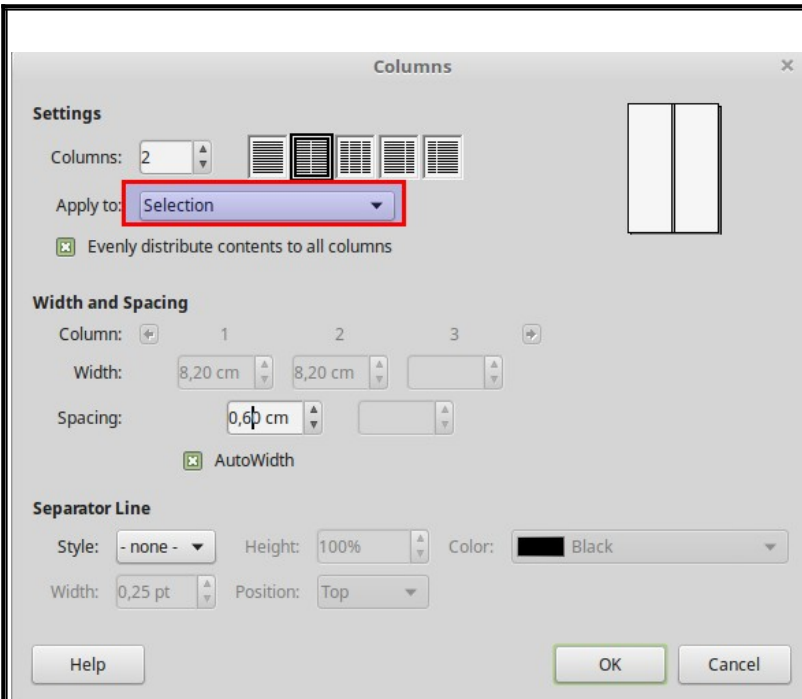 Columns
Settings
Columns: 2
Apply to: Selection
Evenly distribute contents to all columns
Width and Spacing
Column: 1 2 3
Width: 8,20 cm 8,20 cm
Spacing: 0,60 cm
AutoWidth
Separator Line
Style: - none - Height: 100% Color: Black
Width: 0,25 pt Position: Top
Help OK Cancel